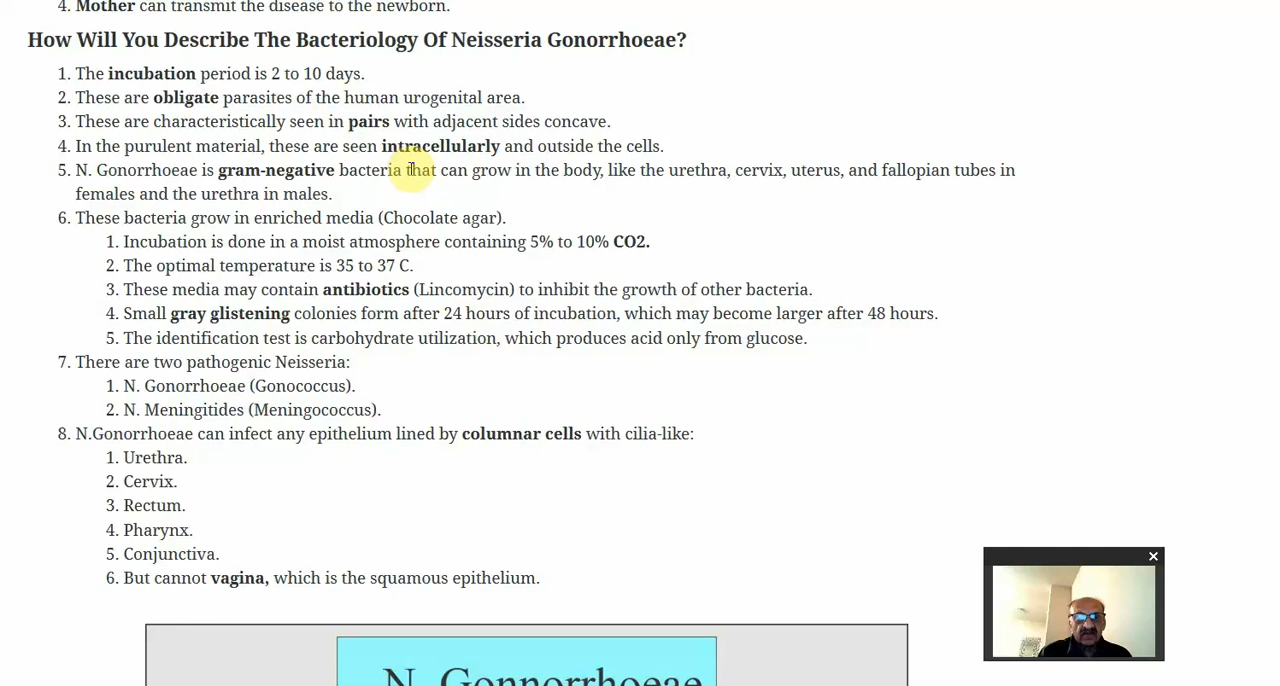 4. Mother can transmit the disease to the newborn.
How Will You Describe The Bacteriology Of Neisseria Gonorrhoeae?
1. The incubation period is 2 to 10 days.
2. These are obligate parasites of the human urogenital area.
3. These are characteristically seen in pairs with adjacent sides concave.
4. In the purulent material, these are seen intracellularly and outside the cells.
5. N. Gonorrhoeae is gram-negative bacteria that can grow in the body, like the urethra, cervix, uterus, and fallopian tubes in
females and the urethra in males.
6. These bacteria grow in enriched media (Chocolate agar).
1. Incubation is done in a moist atmosphere containing 5% to 10% CO2.
2. The optimal temperature is 35 to 37 C.
3. These media may contain antibiotics (Lincomycin) to inhibit the growth of other bacteria.
4. Small gray glistening colonies form after 24 hours of incubation, which may become larger after 48 hours.
5. The identification test is carbohydrate utilization, which produces acid only from glucose.
7. There are two pathogenic Neisseria:
1. N. Gonorrhoeae (Gonococcus).
2. N. Meningitides (Meningococcus).
8. N.Gonorrhoeae can infect any epithelium lined by columnar cells with cilia-like:
1. Urethra.
2. Cervix.
3. Rectum.
4. Pharynx.
5. Conjunctiva.
6. But cannot vagina, which is the squamous epithelium.
N. Gonnorrhoeae